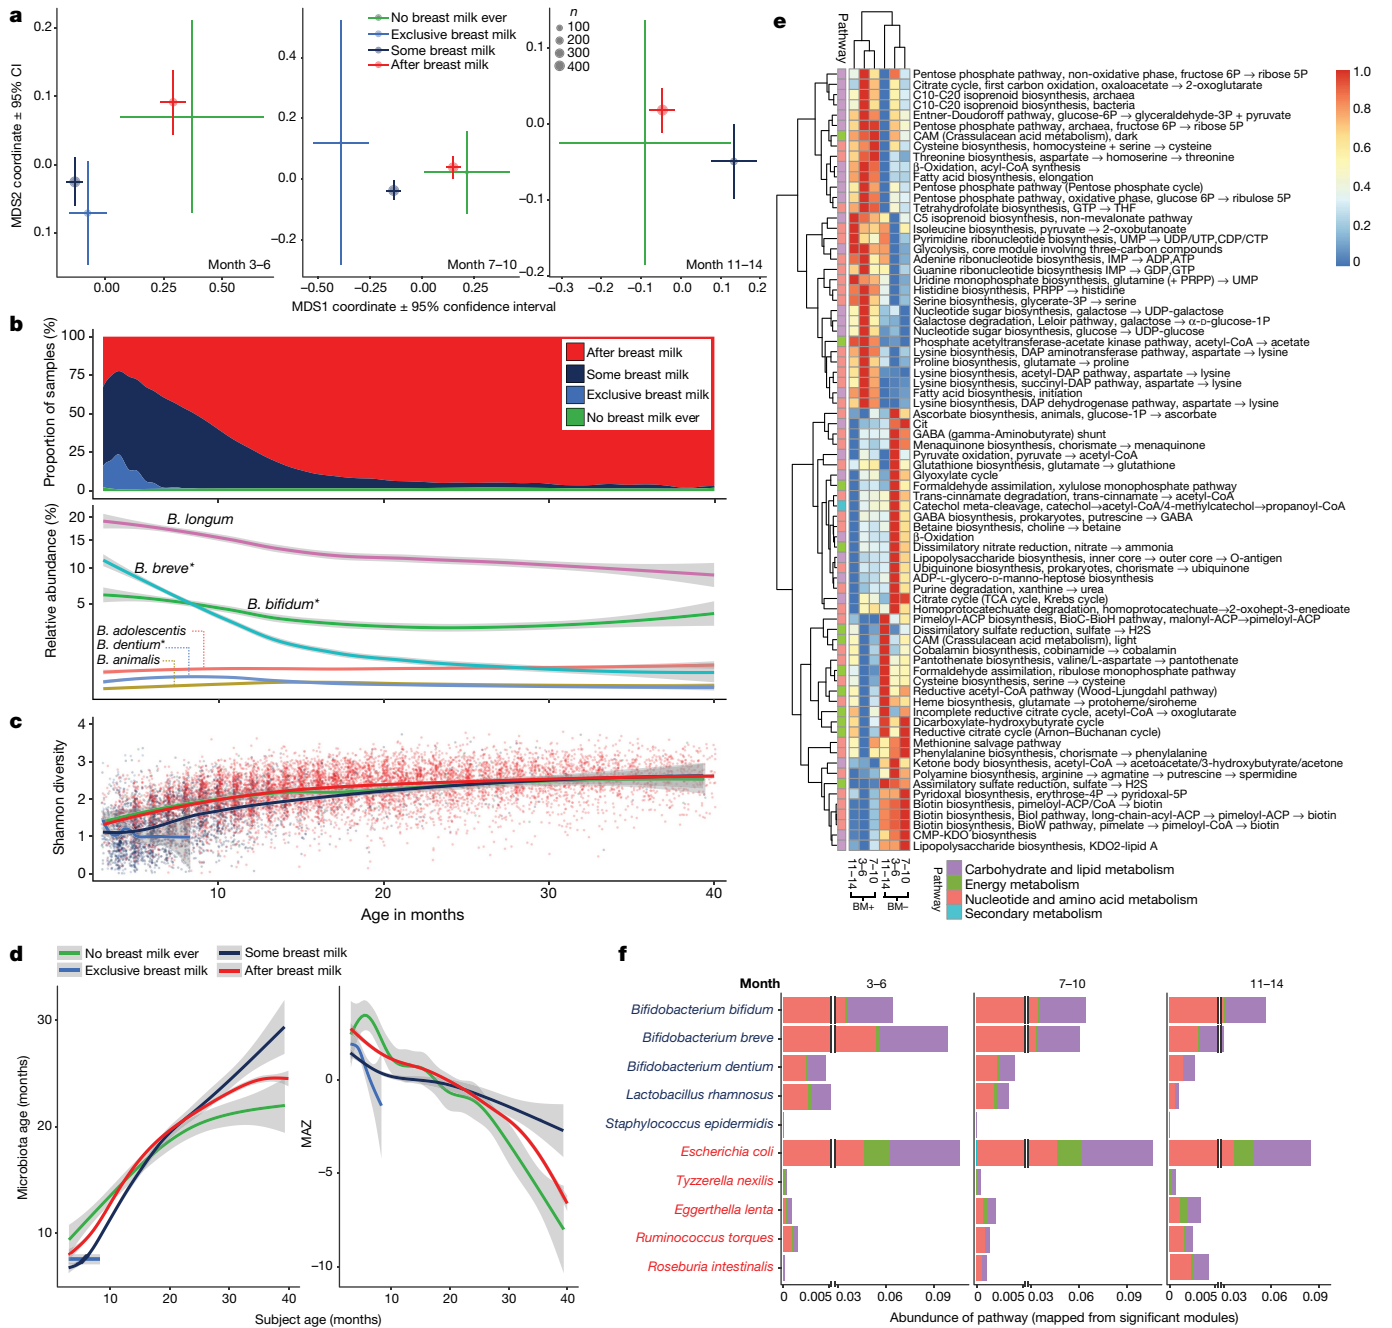 a
No breast milk ever
Exclusive breast milk
Some breast milk
After breast milk
n
100
200
300
400
MDS2 coordinate ± 95% CI
0.2
0.1
0.0
0.1
0.00 0.25 0.50
Month 3–6
0.4
0.2
0.0
−0.2
−0.50 −0.25 0.00 0.25
Month 7–10
0.1
0.0
−0.1
−0.2
−0.3 −0.2 −0.1 0.0 0.1 0.2
Month 11–14
MDS1 coordinate ± 95% confidence interval
b
Proportion of samples (%)
100
75
50
25
0
After breast milk
Some breast milk
Exclusive breast milk
No breast milk ever
Relative abundance (%)
20
15
10
5
B. longum
B. breve*
B. bifidum*
B. adolescentis
B. dentium*
B. animalis
c
Shannon diversity
4
3
2
1
0
10 20 30 40
Age in months
d
No breast milk ever
Some breast milk
Exclusive breast milk
After breast milk
Microbiota age (months)
30
20
10
10 20 30 40
MAZ
0
−5
−10
10 20 30 40
Subject age (months)
e
Pathway
Pentose phosphate pathway, non-oxidative phase, fructose 6P → ribose 5P
Citrate cycle, first carbon oxidation, oxaloacetate → 2-oxoglutarate
C10-C20 isoprenoid biosynthesis, archaea
C10-C20 isoprenoid biosynthesis, bacteria
Entner-Doudoroff pathway, glucose-6P → glyceraldehyde-3P + pyruvate
Pentose phosphate pathway, archaea, fructose 6P → ribose 5P
CAM (Crassulacean acid metabolism), dark
Cysteine biosynthesis, homocysteine + serine → cysteine
Threonine biosynthesis, aspartate → homoserine → threonine
β-Oxidation, acyl-CoA synthesis
Fatty acid biosynthesis, elongation
Pentose phosphate pathway (Pentose phosphate cycle)
Pentose phosphate pathway, oxidative phase, glucose 6P → ribulose 5P
Tetrahydrofolate biosynthesis, GTP → THF
C5 isoprenoid biosynthesis, non-mevalonate pathway
Isoleucine biosynthesis, pyruvate → 2-oxobutanoate
Pyrimidine ribonucleotide biosynthesis, UMP → UDP/UTP,CDP/CTP
Glycolysis, core module involving three-carbon compounds
Adenine ribonucleotide biosynthesis, IMP → ADP,ATP
Guanine ribonucleotide biosynthesis IMP → GDP,GTP
Uridine monophosphate biosynthesis, glutamine (+ PRPP) → UMP
Histidine biosynthesis, PRPP → histidine
Serine biosynthesis, glycerate-3P → serine
Nucleotide sugar biosynthesis, galactose → UDP-galactose
Galactose degradation, Leloir pathway, galactose → α-D-glucose-1P
Nucleotide sugar biosynthesis, glucose → UDP-glucose
Phosphate acetyltransferase-acetate kinase pathway, acetyl-CoA → acetate
Lysine biosynthesis, DAP aminotransferase pathway, aspartate → lysine
Proline biosynthesis, glutamate → proline
Lysine biosynthesis, acetyl-DAP pathway, aspartate → lysine
Lysine biosynthesis, succinyl-DAP pathway, aspartate → lysine
Fatty acid biosynthesis, initiation
Lysine biosynthesis, DAP dehydrogenase pathway, aspartate → lysine
Ascorbate biosynthesis, animals, glucose-1P → ascorbate
Cit
GABA (gamma-Aminobutyrate) shunt
Menaquinone biosynthesis, chorismate → menaquinone
Pyruvate oxidation, pyruvate → acetyl-CoA
Glutathione biosynthesis, glutamate → glutathione
Glyoxylate cycle
Formaldehyde assimilation, xylulose monophosphate pathway
Trans-cinnamate degradation, trans-cinnamate → acetyl-CoA
Catechol meta-cleavage, catechol→acetyl-CoA/4-methylcatechol→propanoyl-CoA
GABA biosynthesis, prokaryotes, putrescine → GABA
Betaine biosynthesis, choline → betaine
β-Oxidation
Dissimilatory nitrate reduction, nitrate → ammonia
Lipopolysaccharide biosynthesis, inner core → outer core → O-antigen
Ubiquinone biosynthesis, prokaryotes, chorismate → ubiquinone
ADP-L-glycero-D-manno-heptose biosynthesis
Purine degradation, xanthine → urea
Citrate cycle (TCA cycle, Krebs cycle)
Homoprotocatechuate degradation, homoprotocatechuate→2-oxohept-3-enedioate
Pimeloyl-ACP biosynthesis, BioC-BioH pathway, malonyl-ACP→pimeloyl-ACP
Dissimilatory sulfate reduction, sulfate → H2S
CAM (Crassulacean acid metabolism), light
Cobalamin biosynthesis, cobinamide → cobalamin
Pantothenate biosynthesis, valine/L-aspartate → pantothenate
Formaldehyde assimilation, ribulose monophosphate pathway
Cysteine biosynthesis, serine → cysteine
Reductive acetyl-CoA pathway (Wood-Ljungdahl pathway)
Heme biosynthesis, glutamate → protoheme/siroheme
Incomplete reductive citrate cycle, acetyl-CoA → oxoglutarate
Dicarboxylate-hydroxybutyrate cycle
Reductive citrate cycle (Arnon–Buchanan cycle)
Methionine salvage pathway
Phenylalanine biosynthesis, chorismate → phenylalanine
Ketone body biosynthesis, acetyl-CoA → acetoacetate/3-hydroxybutyrate/acetone
Polyamine biosynthesis, arginine → agmatine → putrescine → spermidine
Assimilatory sulfate reduction, sulfate → H2S
Pyridoxal biosynthesis, erythrose-4P → pyridoxal-5P
Biotin biosynthesis, pimeloyl-ACP/CoA → biotin
Biotin biosynthesis, BioI pathway, long-chain-acyl-ACP → pimeloyl-ACP → biotin
Biotin biosynthesis, BioW pathway, pimelate → pimeloyl-CoA → biotin
CMP-KDO biosynthesis
Lipopolysaccharide biosynthesis, KDO2-lipid A
1.0
0.8
0.6
0.4
0.2
0
11–14 3–6 7–10 11–14 3–6 7–10
BM+ BM−
Pathway
Carbohydrate and lipid metabolism
Energy metabolism
Nucleotide and amino acid metabolism
Secondary metabolism
f
Month 3–6 7–10 11–14
Bifidobacterium bifidum
Bifidobacterium breve
Bifidobacterium dentium
Lactobacillus rhamnosus
Staphylococcus epidermidis
Escherichia coli
Tyzzerella nexilis
Eggerthella lenta
Ruminococcus torques
Roseburia intestinalis
0 0.005 0.03 0.06 0.09 0 0.005 0.03 0.06 0.09 0 0.005 0.03 0.06 0.09
Abundance of pathway (mapped from significant modules)